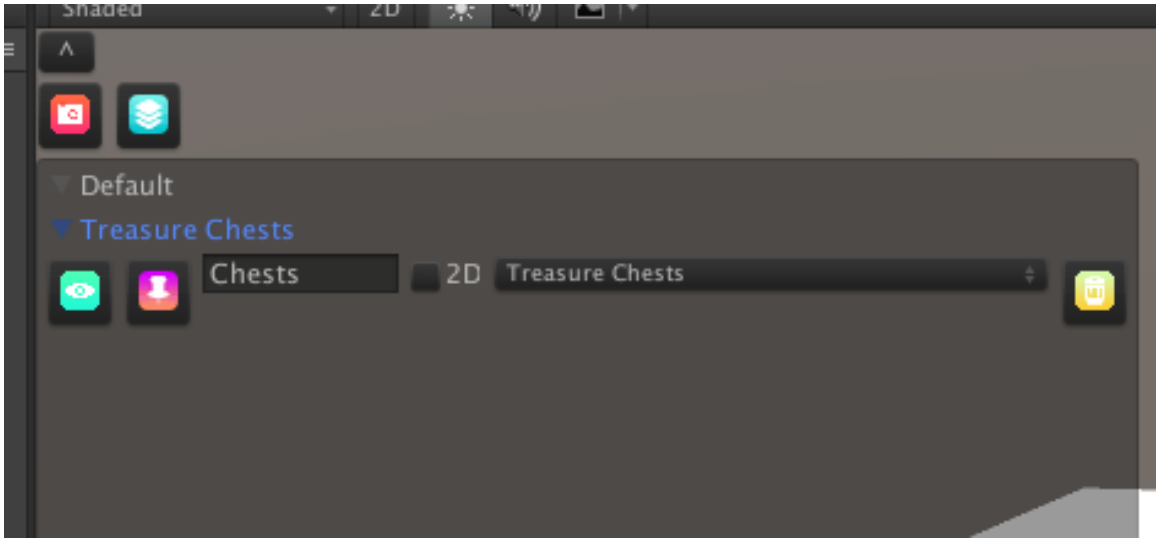 Shaded 2D
^
Default
Treasure Chests
Chests 2D Treasure Chests